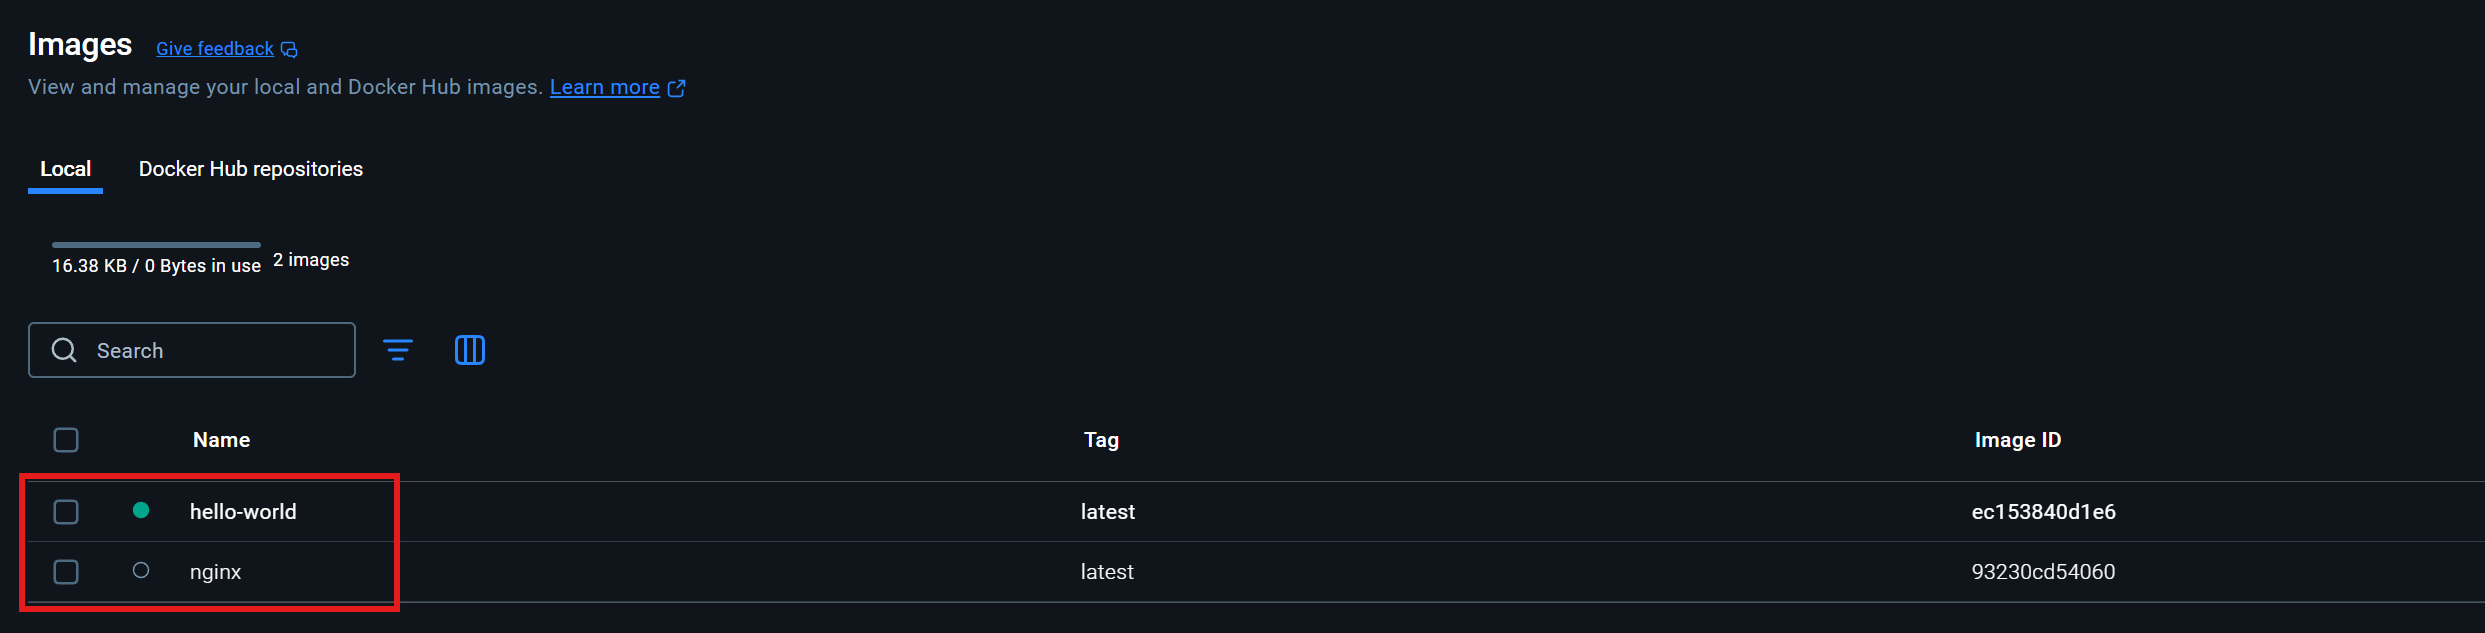 Images Give feedback
View and manage your local and Docker Hub images. Learn more
Local Docker Hub repositories
16.38 KB / 0 Bytes in use 2 images
Search
Name Tag Image ID
hello-world latest ec153840d1e6
nginx latest 93230cd54060